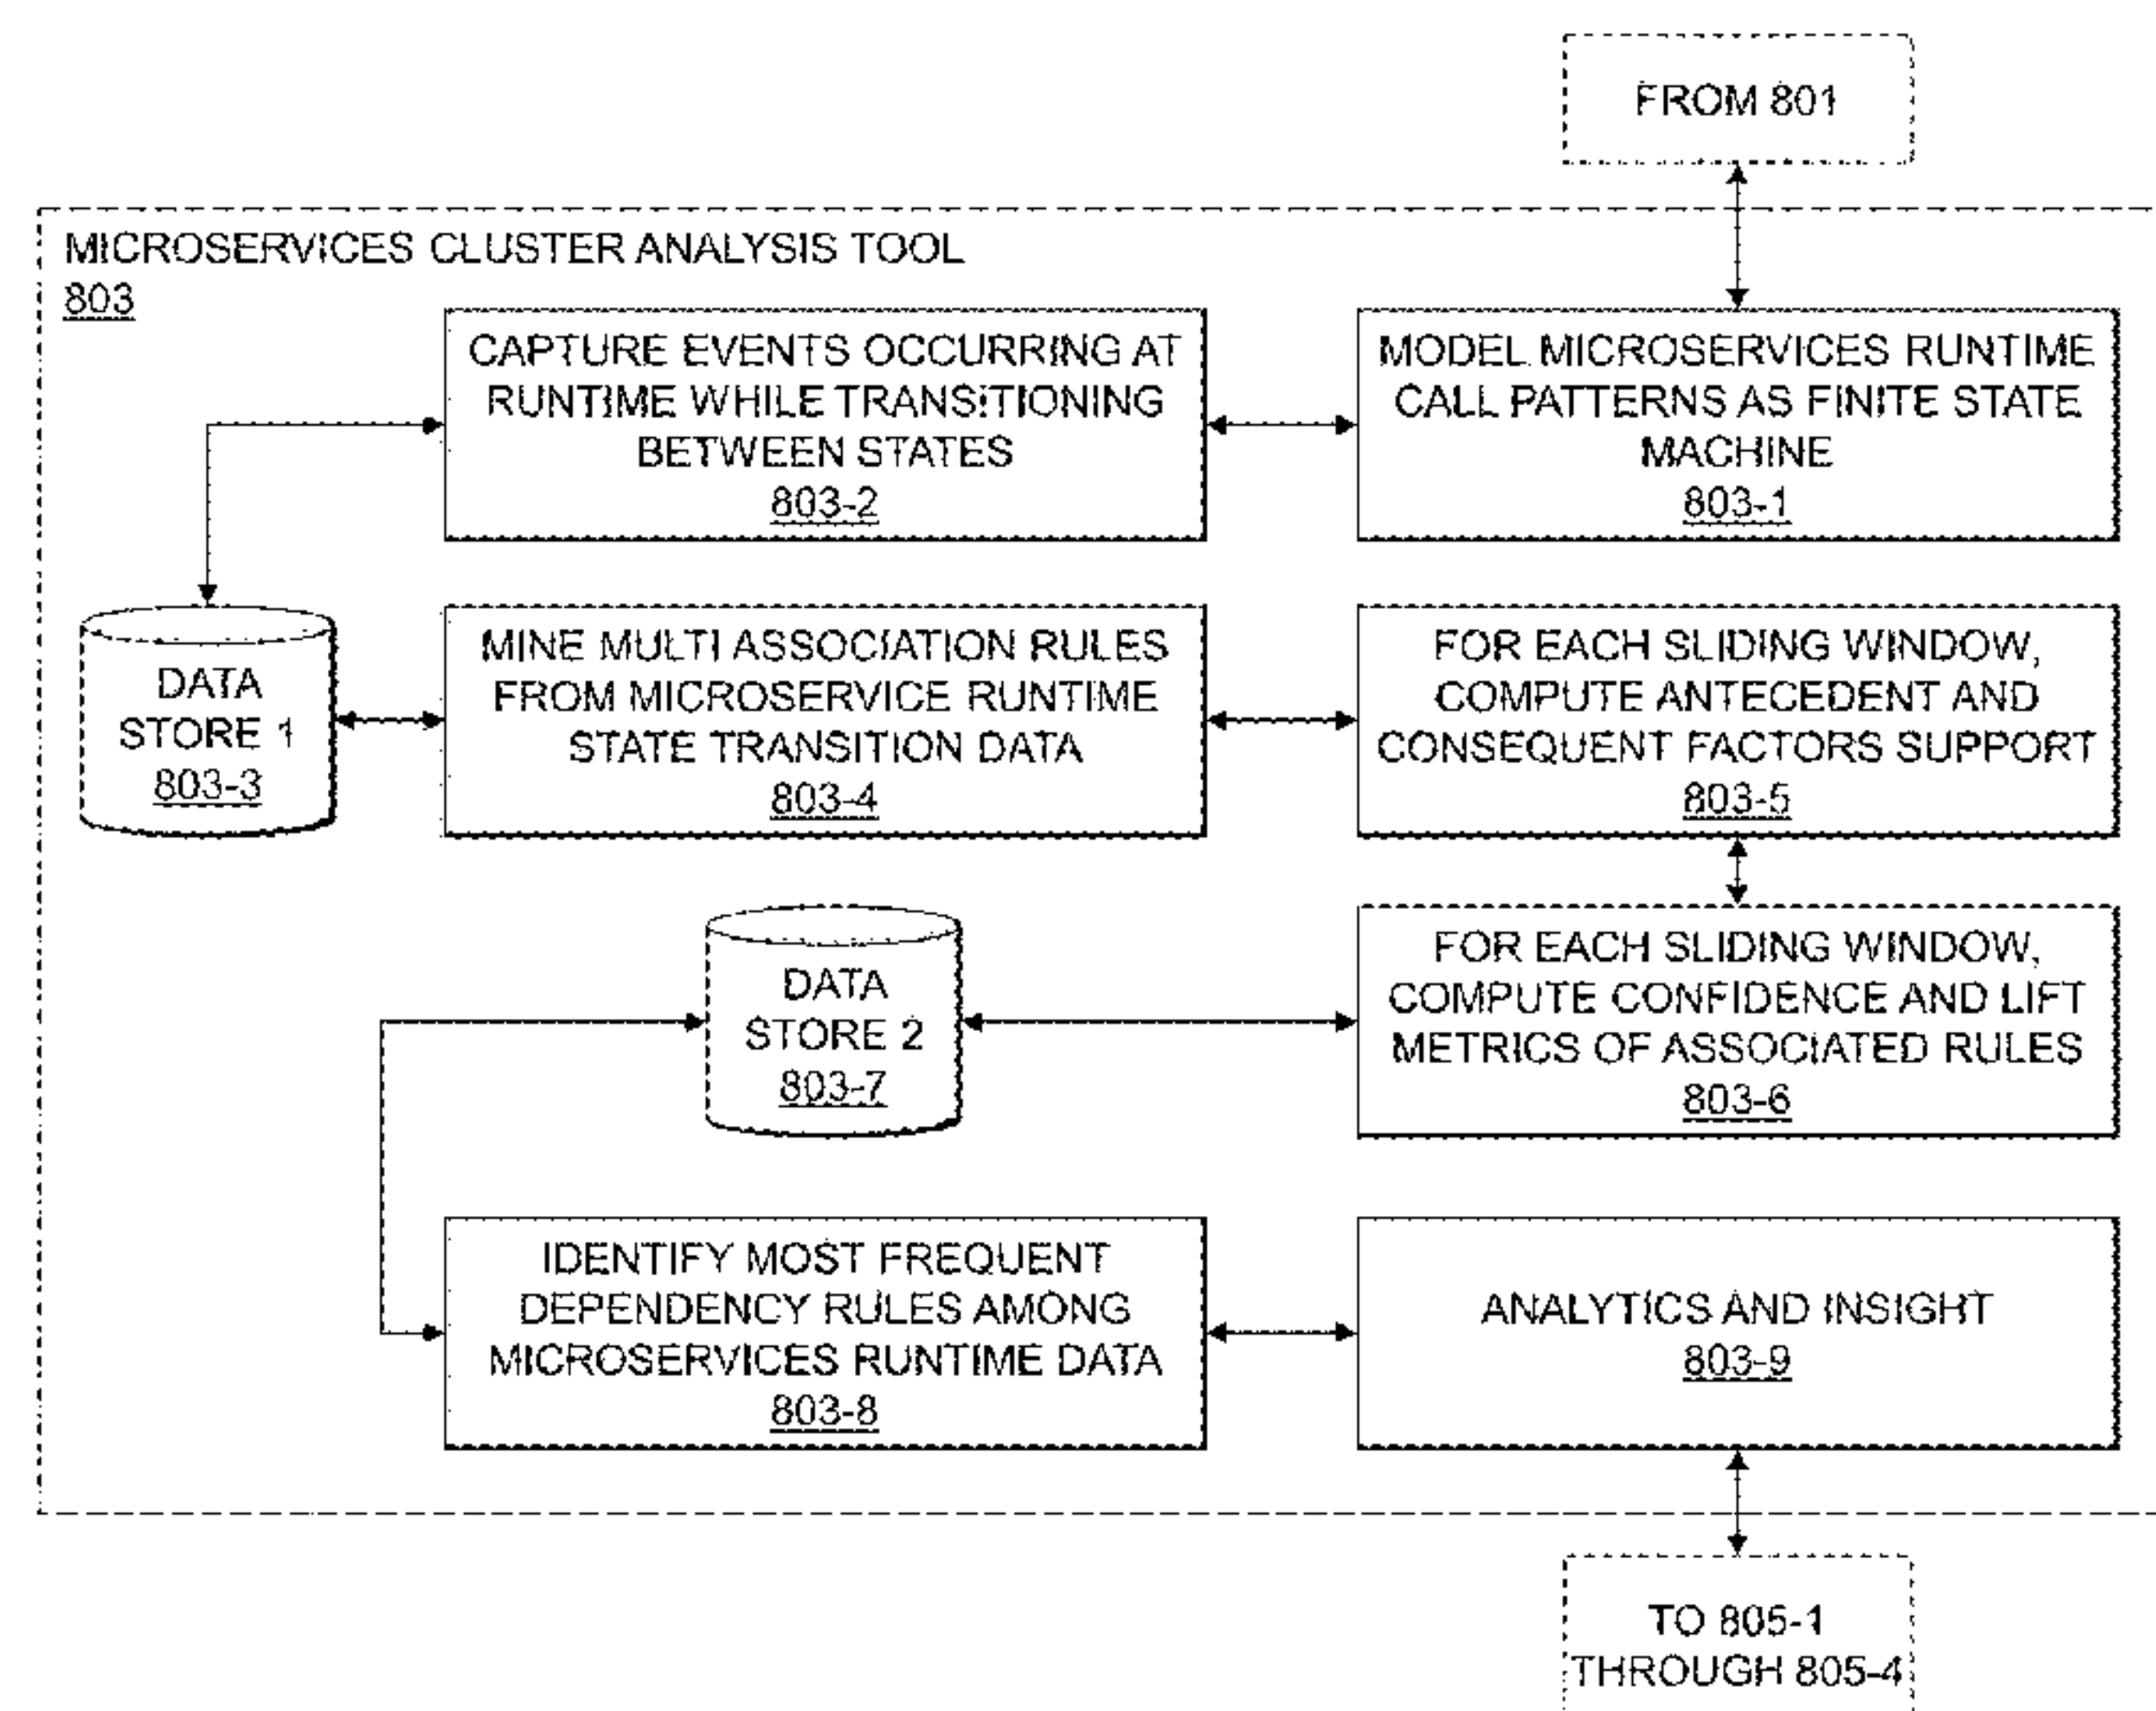 FROM 801
MICROSERVICES CLUSTER ANALYSIS TOOL
803
CAPTURE EVENTS OCCURRING AT
RUNTIME WHILE TRANSITIONING
BETWEEN STATES
803-2
MODEL MICROSERVICES RUNTIME
CALL PATTERNS AS FINITE STATE
MACHINE
803-1
DATA
STORE 1
803-3
MINE MULTI ASSOCIATION RULES
FROM MICROSERVICE RUNTIME
STATE TRANSITION DATA
803-4
FOR EACH SLIDING WINDOW,
COMPUTE ANTECEDENT AND
CONSEQUENT FACTORS SUPPORT
803-5
DATA
STORE 2
803-7
FOR EACH SLIDING WINDOW,
COMPUTE CONFIDENCE AND LIFT
METRICS OF ASSOCIATED RULES
803-6
IDENTIFY MOST FREQUENT
DEPENDENCY RULES AMONG
MICROSERVICES RUNTIME DATA
803-8
ANALYTICS AND INSIGHT
803-9
TO 805-1
THROUGH 805-4